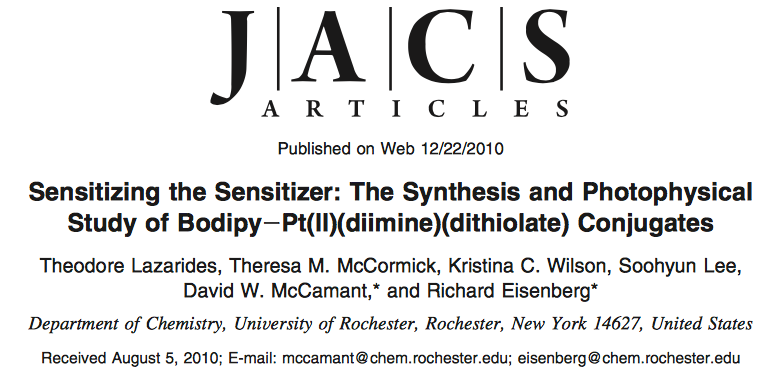 J|A|C|S
ARTICLES
Published on Web 12/22/2010
Sensitizing the Sensitizer: The Synthesis and Photophysical
Study of Bodipy−Pt(II)(diimine)(dithiolate) Conjugates
Theodore Lazarides, Theresa M. McCormick, Kristina C. Wilson, Soohyun Lee,
David W. McCamant,* and Richard Eisenberg*
Department of Chemistry, University of Rochester, Rochester, New York 14627, United States
Received August 5, 2010; E-mail: mccamant@chem.rochester.edu; eisenberg@chem.rochester.edu